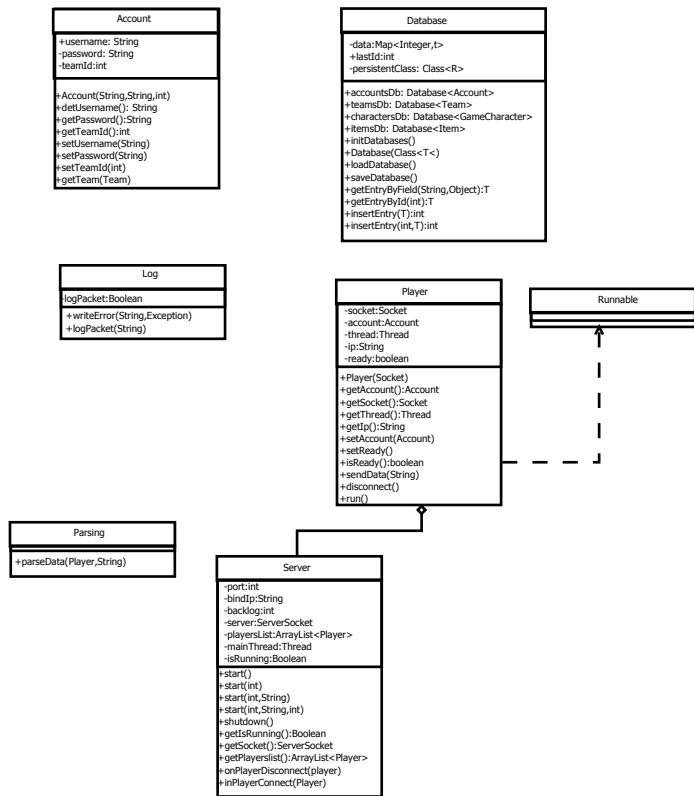 Account
+username: String
-password: String
-teamId:int
+Account(String,String,int)
+detUsername(): String
+getPassword():String
+getTeamId():int
+setUsername(String)
+setPassword(String)
+setTeamId(int)
+getTeam(Team)
Database
-data:Map<Integer,t>
+lastId:int
-persistentClass: Class<R>
+accountsDb: Database<Account>
+teamsDb: Database<Team>
+charactersDb: Database<GameCharacter>
+itemsDb: Database<Item>
+initDatabases()
+Database(Class<T<)
+loadDatabase()
+saveDatabase()
+getEntryByField(String,Object):T
+getEntryById(int):T
+insertEntry(T):int
+insertEntry(int,T):int
Log
-logPacket:Boolean
+writeError(String,Exception)
+logPacket(String)
Player
-socket:Socket
-account:Account
-thread:Thread
-ip:String
-ready:boolean
+Player(Socket)
+getAccount():Account
+getSocket():Socket
+getThread():Thread
+getIp():String
+setAccount(Account)
+setReady()
+isReady():boolean
+sendData(String)
+disconnect()
+run()
Runnable
Parsing
+parseData(Player,String)
Server
-port:int
-bindIp:String
-backlog:int
-server:ServerSocket
-playersList:ArrayList<Player>
-mainThread:Thread
-isRunning:Boolean
+start()
+start(int)
+start(int,String)
+start(int,String,int)
+shutdown()
+getIsRunning():Boolean
+getSocket():ServerSocket
+getPlayerslist():ArrayList<Player>
+onPlayerDisconnect(player)
+inPlayerConnect(Player)